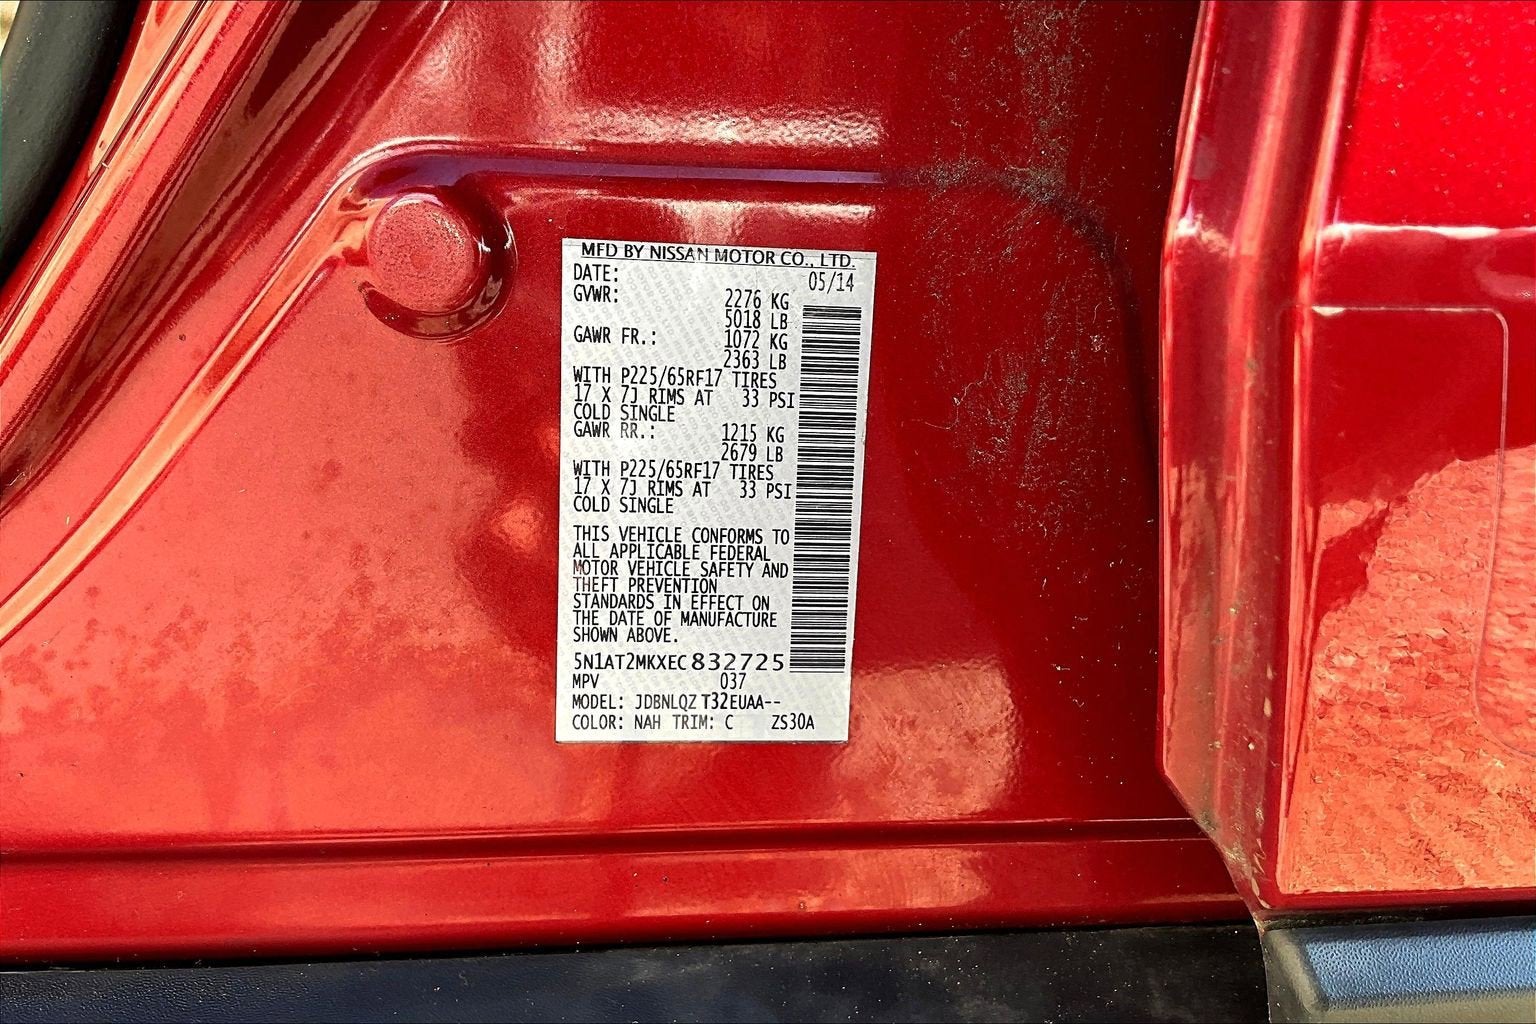 MFD BY NISSAN MOTOR CO., LTD.
DATE: 05/14
GVWR: 2276 KG
5018 LB
GAWR FR.: 1072 KG
2363 LB
WITH P225/65RF17 TIRES
17 X 7J RIMS AT 33 PSI
COLD SINGLE
GAWR RR.: 1215 KG
2679 LB
WITH P225/65RF17 TIRES
17 X 7J RIMS AT 33 PSI
COLD SINGLE
THIS VEHICLE CONFORMS TO
ALL APPLICABLE FEDERAL
MOTOR VEHICLE SAFETY AND
THEFT PREVENTION
STANDARDS IN EFFECT ON
THE DATE OF MANUFACTURE
SHOWN ABOVE.
5N1AT2MKXEC832725
MPV 037
MODEL: JDBNLQZ T32EUAA--
COLOR: NAH TRIM: C ZS30A